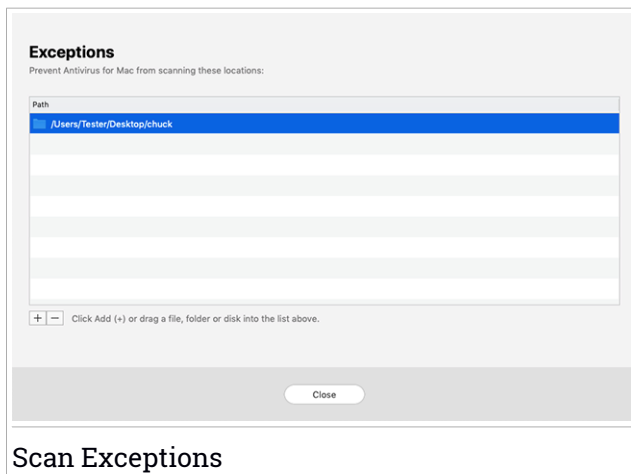 Exceptions
Prevent Antivirus for Mac from scanning these locations:
Path
/Users/Tester/Desktop/chuck
+ − Click Add (+) or drag a file, folder or disk into the list above.
Close
Scan Exceptions